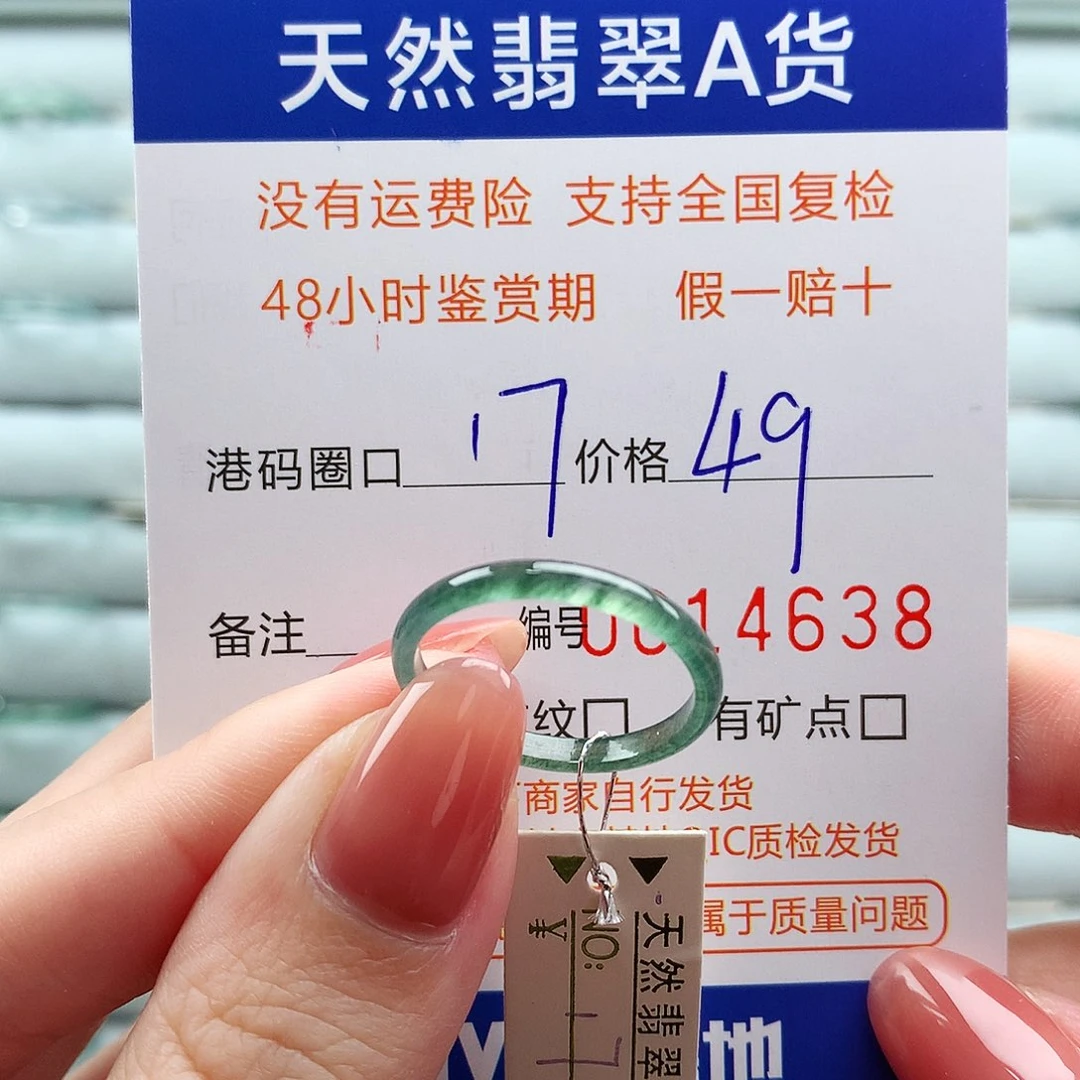 天然翡翠A货
没有运费险 支持全国复检
48小时鉴赏期 假一赔十
港码圈口 17 价格 49
备注 编号 0014638
纹□ 有矿点□
商家自行发货
IC质检发货
属于质量问题
天然翡翠
NO:
¥ 17